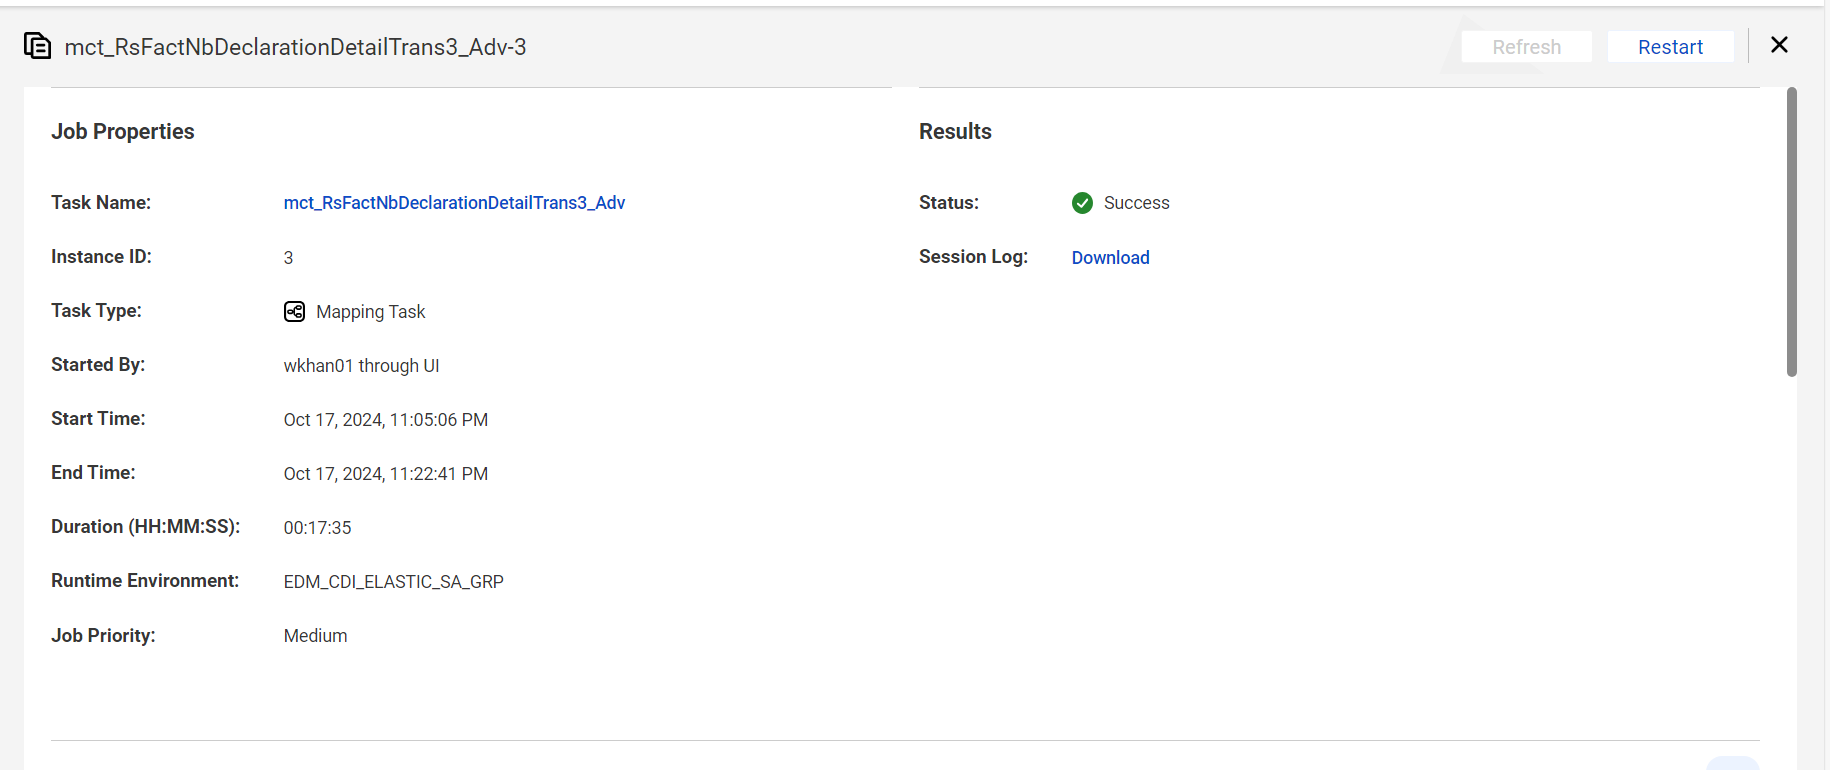 mct_RsFactNbDeclarationDetailTrans3_Adv-3
Refresh
Restart
Job Properties
Task Name: mct_RsFactNbDeclarationDetailTrans3_Adv
Instance ID: 3
Task Type: Mapping Task
Started By: wkhan01 through UI
Start Time: Oct 17, 2024, 11:05:06 PM
End Time: Oct 17, 2024, 11:22:41 PM
Duration (HH:MM:SS): 00:17:35
Runtime Environment: EDM_CDI_ELASTIC_SA_GRP
Job Priority: Medium
Results
Status: Success
Session Log: Download